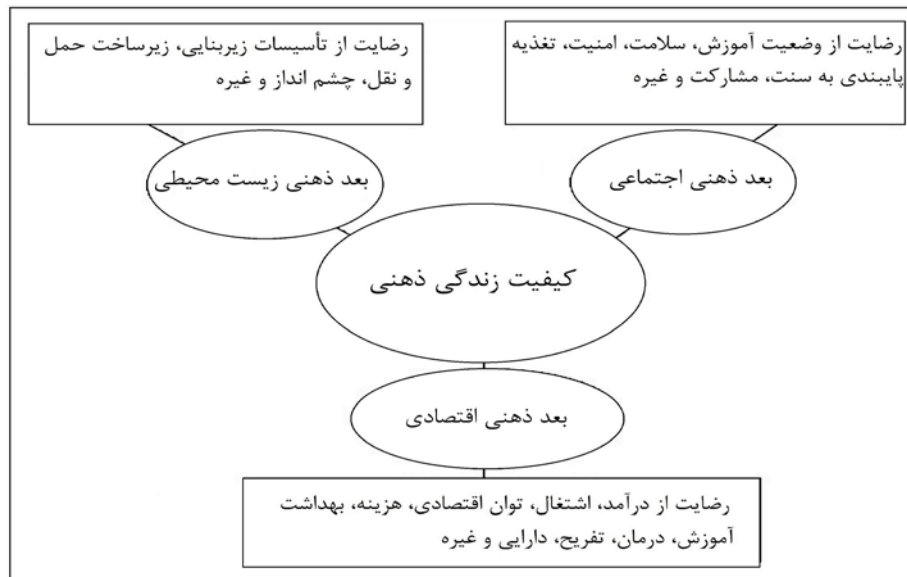 رضایت از وضعیت آموزش، سلامت، امنیت، تغذیه
پایبندی به سنت، مشارکت و غیره
رضایت از تأسیسات زیربنایی، زیرساخت حمل
و نقل، چشم انداز و غیره
بعد ذهنی اجتماعی
بعد ذهنی زیست محیطی
کیفیت زندگی ذهنی
بعد ذهنی اقتصادی
رضایت از درآمد، اشتغال، توان اقتصادی، هزینه، بهداشت
آموزش، درمان، تفریح، دارایی و غیره